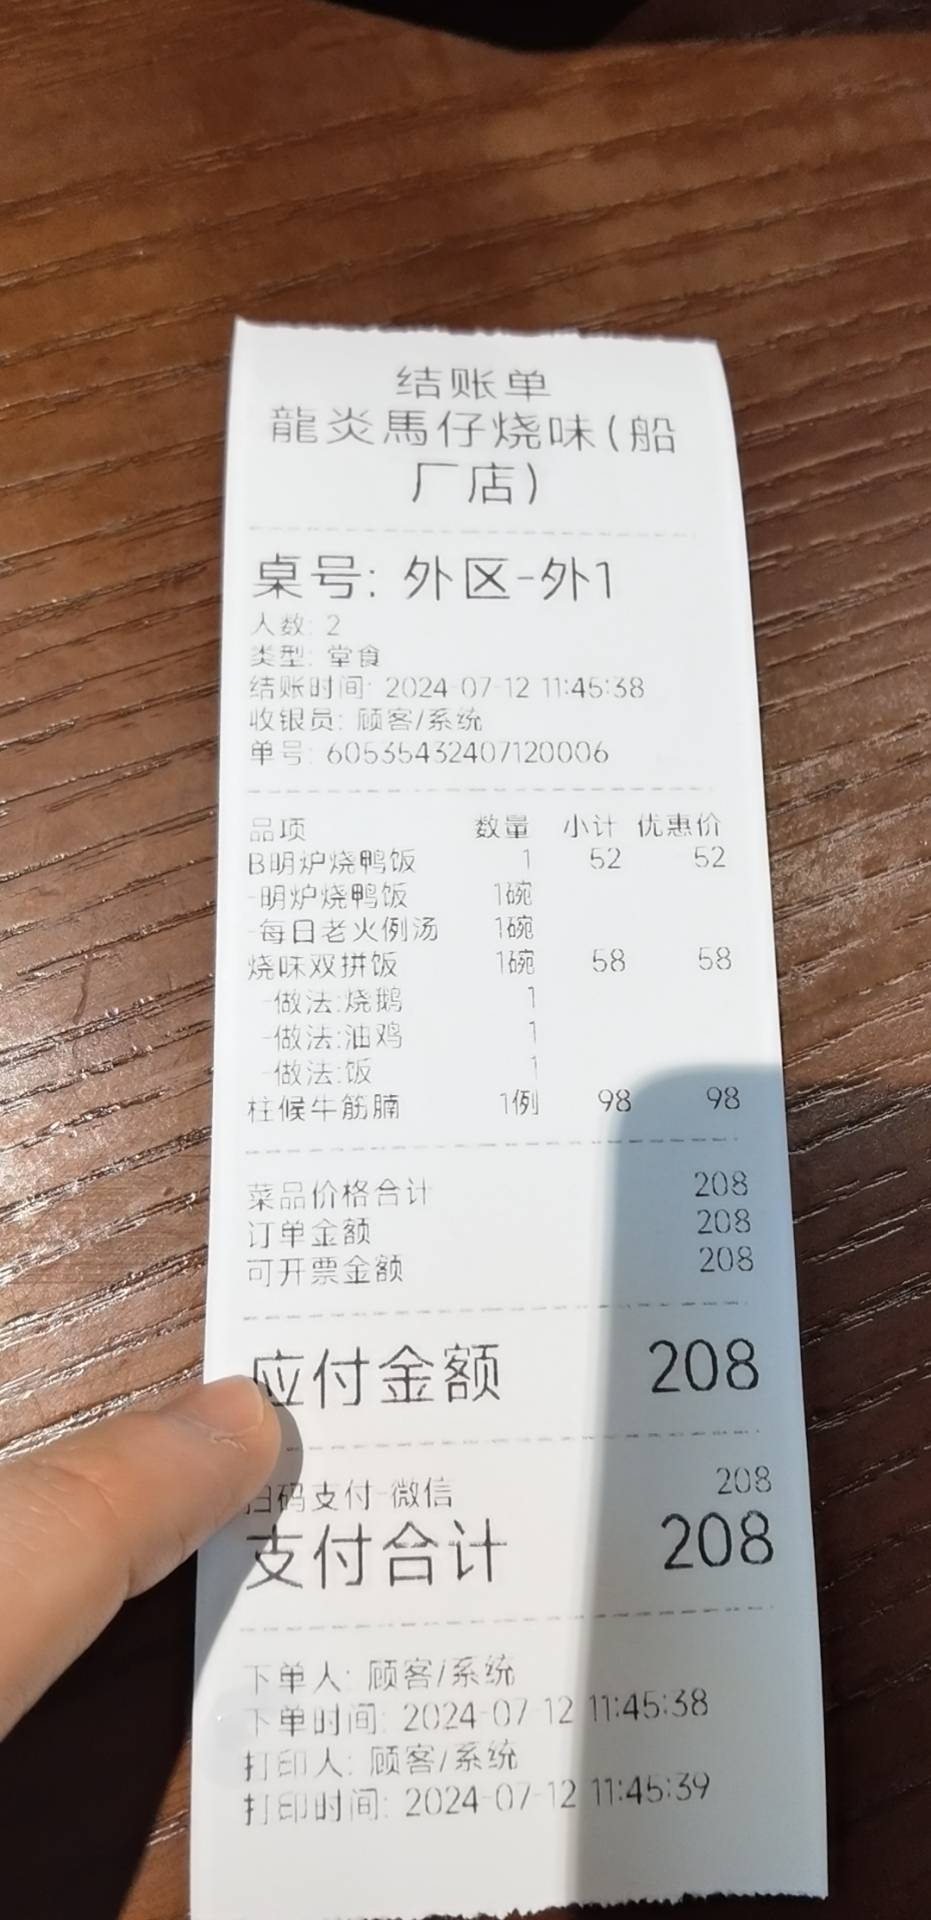 结账单
龍炎馬仔烧味(船
厂店)
桌号: 外区-外1
人数: 2
类型: 堂食
结账时间: 2024-07-12 11:45:38
收银员: 顾客/系统
单号: 60535432407120006
品项 数量 小计 优惠价
B明炉烧鸭饭 1 52 52
-明炉烧鸭饭 1碗
-每日老火例汤 1碗
烧味双拼饭 1碗 58 58
-做法:烧鹅 1
-做法:油鸡 1
-做法:饭 1
柱候牛筋腩 1例 98 98
菜品价格合计 208
订单金额 208
可开票金额 208
应付金额 208
扫码支付-微信 208
支付合计 208
下单人: 顾客/系统
下单时间: 2024-07-12 11:45:38
打印人: 顾客/系统
打印时间: 2024-07-12 11:45:39